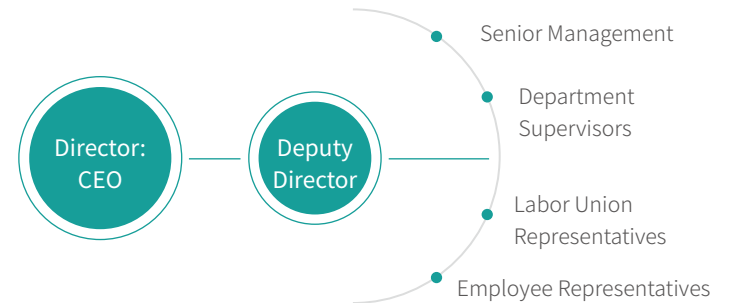 Director:
CEO
Deputy
Director
Senior Management
Department
Supervisors
Labor Union
Representatives
Employee Representatives